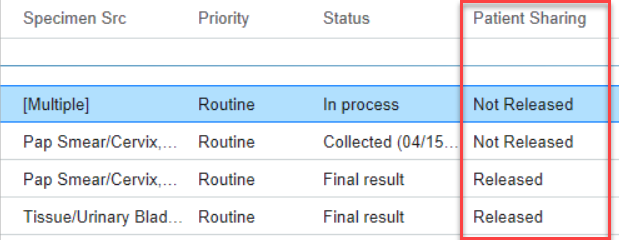 Specimen Src Priority Status Patient Sharing
[Multiple] Routine In process Not Released
Pap Smear/Cervix,... Routine Collected (04/15... Not Released
Pap Smear/Cervix,... Routine Final result Released
Tissue/Urinary Blad... Routine Final result Released